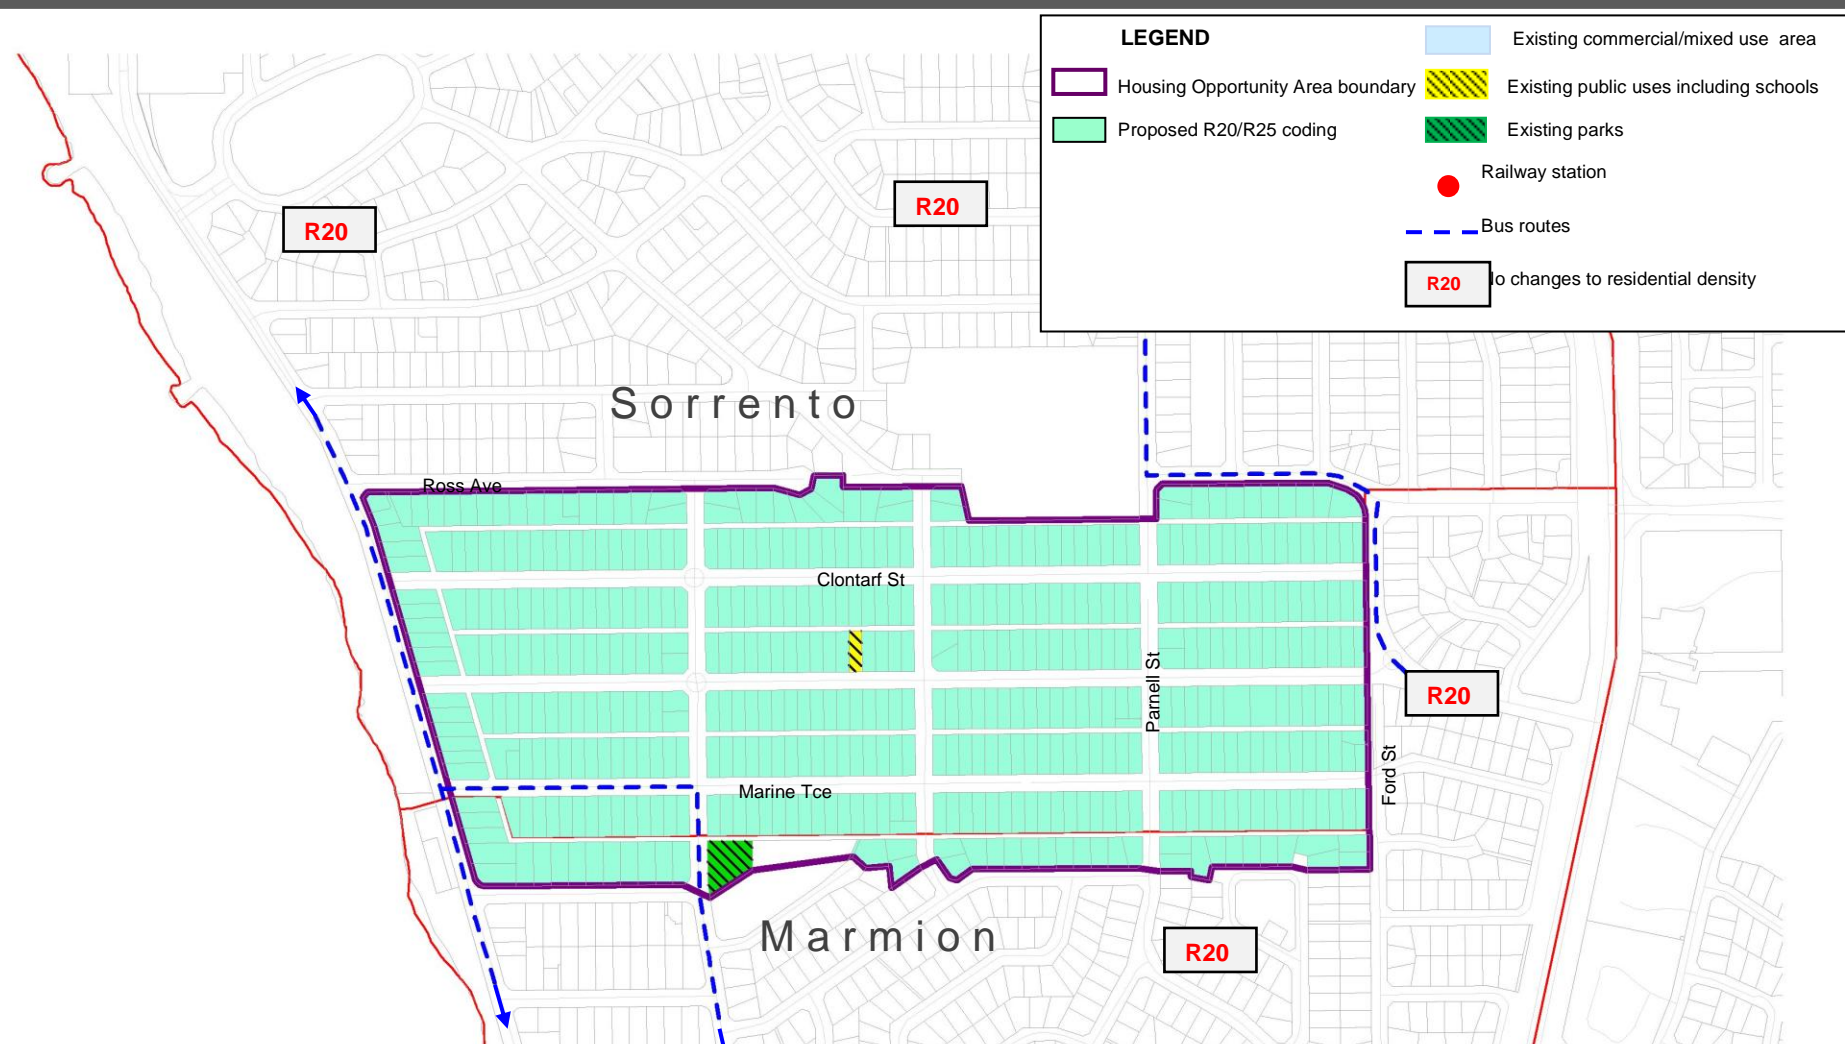 LEGEND
Existing commercial/mixed use area
Housing Opportunity Area boundary
Existing public uses including schools
Proposed R20/R25 coding
Existing parks
Railway station
Bus routes
R20
o changes to residential density
R20
R20
Sorrento
Ross Ave
Clontarf St
Parnell St
R20
Ford St
Marine Tce
Marmion
R20